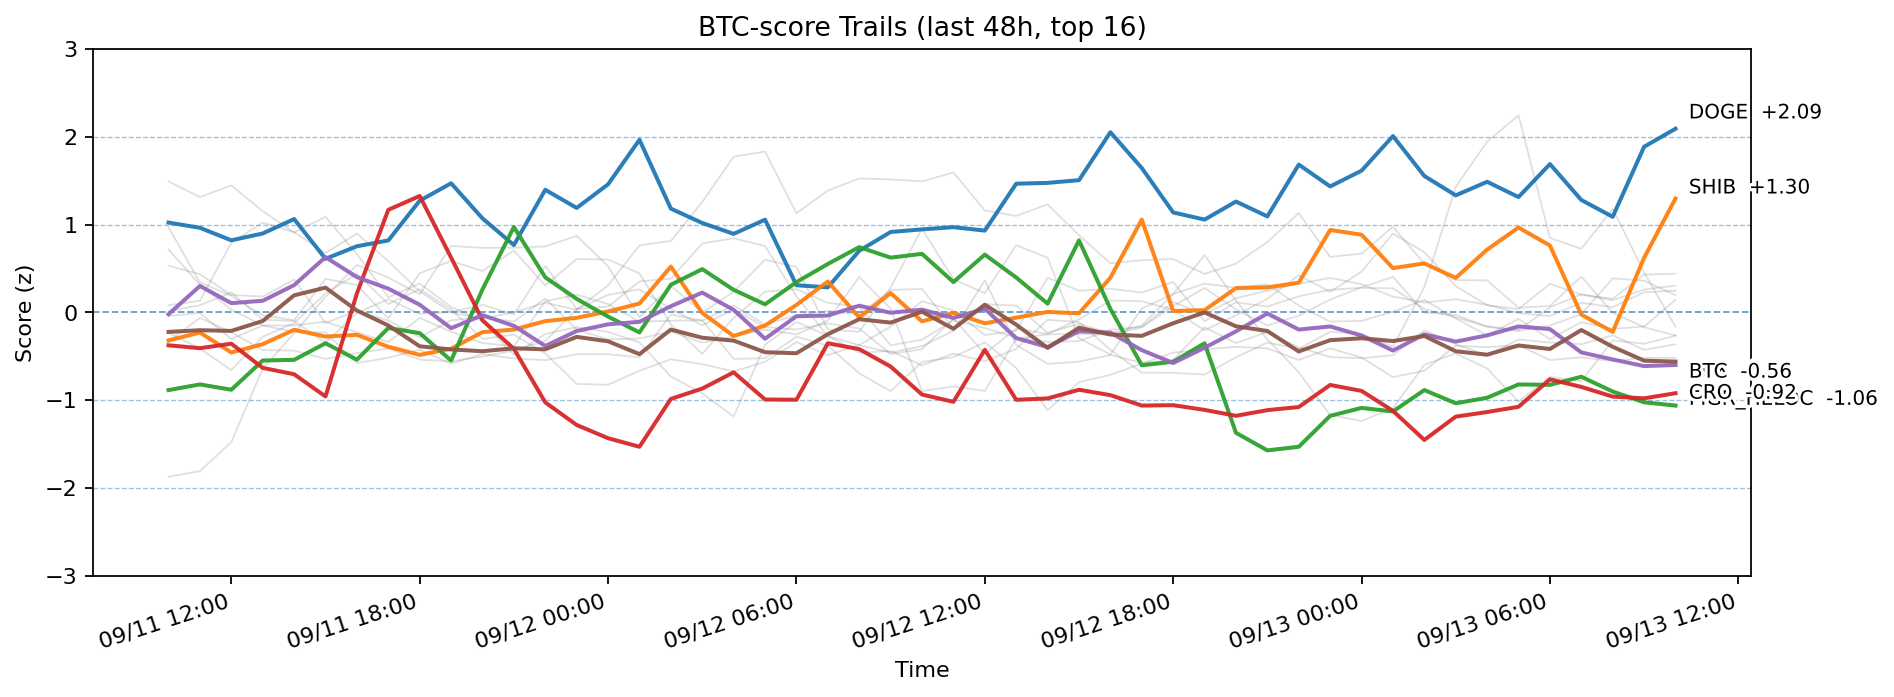 BTC-score Trails (last 48h, top 16)
3
2
1
0
−1
−2
−3
Score (z)
DOGE +2.09
SHIB +1.30
BTC -0.56
CRO -0.92
-1.06
09/11 12:00
09/11 18:00
09/12 00:00
09/12 06:00
09/12 12:00
09/12 18:00
09/13 00:00
09/13 06:00
09/13 12:00
Time